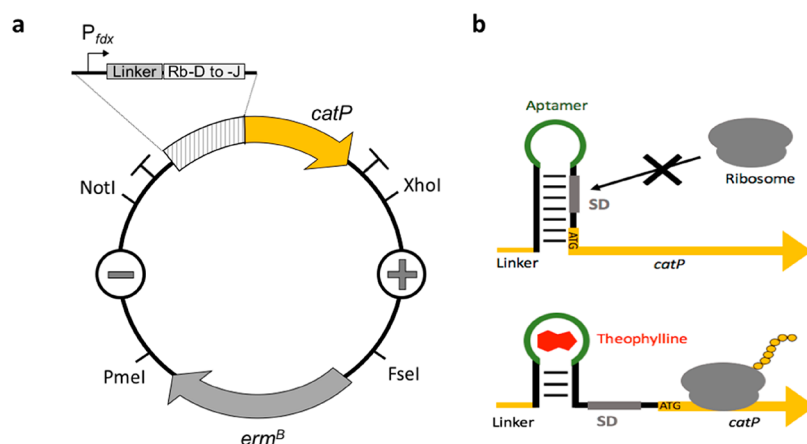 a
P fdx
Linker
Rb-D to -J
catP
NotI
XhoI
PmeI
FseI
erm B
b
Aptamer
Ribosome
SD
ATG
Linker
catP
Theophylline
ATG
SD
Linker
catP